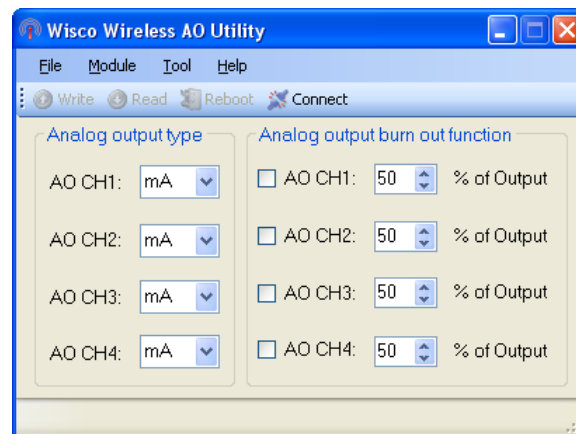 Wisco Wireless AO Utility
File Module Tool Help
Write Read Reboot Connect
Analog output type
AO CH1: mA
AO CH2: mA
AO CH3: mA
AO CH4: mA
Analog output burn out function
AO CH1: 50 % of Output
AO CH2: 50 % of Output
AO CH3: 50 % of Output
AO CH4: 50 % of Output